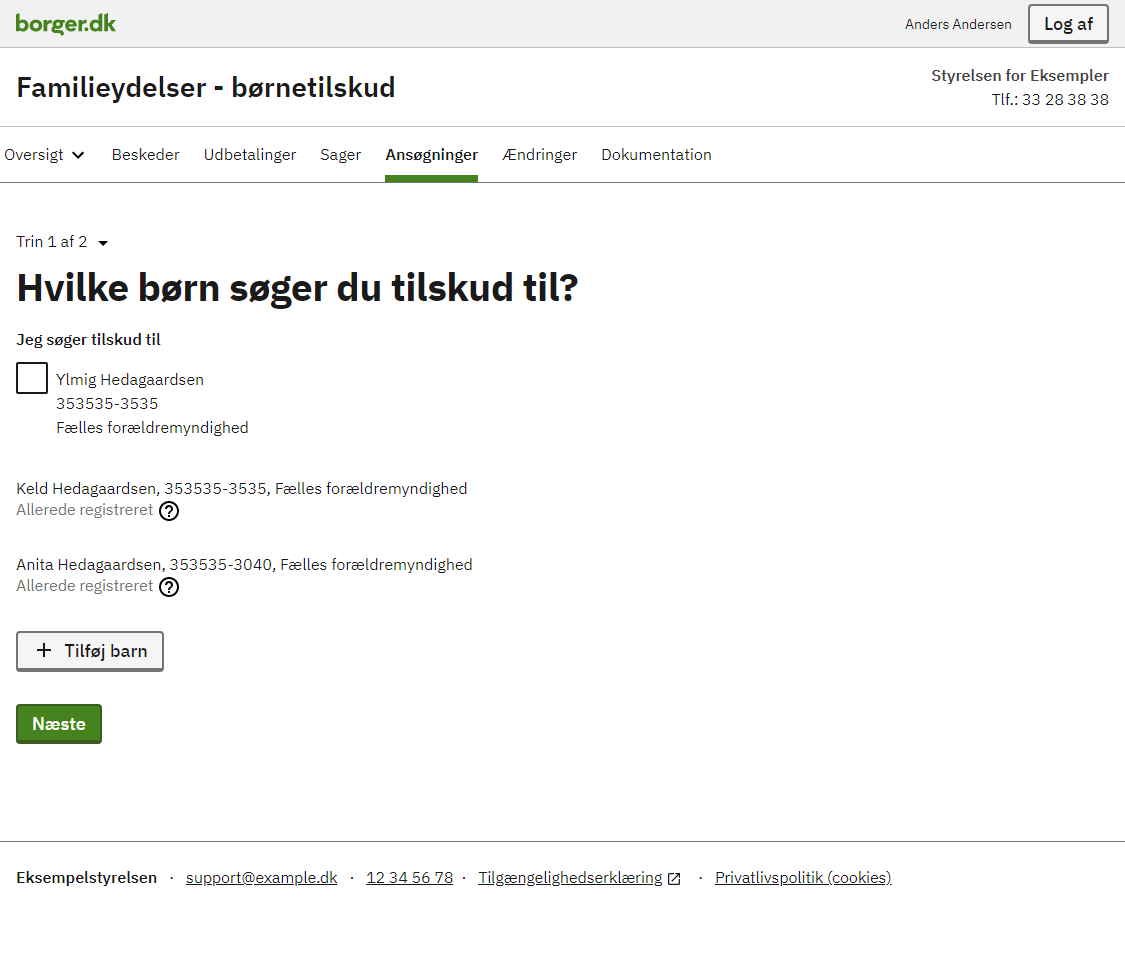 borger.dk
Anders Andersen
Log af
Familieydelser - børnetilskud
Styrelsen for Eksempler
Tlf.: 33 28 38 38
Oversigt Beskeder Udbetalinger Sager Ansøgninger Ændringer Dokumentation
Trin 1 af 2
Hvilke børn søger du tilskud til?
Jeg søger tilskud til
Ylmig Hedagaardsen
353535-3535
Fælles forældremyndighed
Keld Hedagaardsen, 353535-3535, Fælles forældremyndighed
Allerede registreret ?
Anita Hedagaardsen, 353535-3040, Fælles forældremyndighed
Allerede registreret ?
+ Tilføj barn
Næste
Eksempelstyrelsen · support@example.dk · 12 34 56 78 · Tilgængelighedserklæring · Privatlivspolitik (cookies)